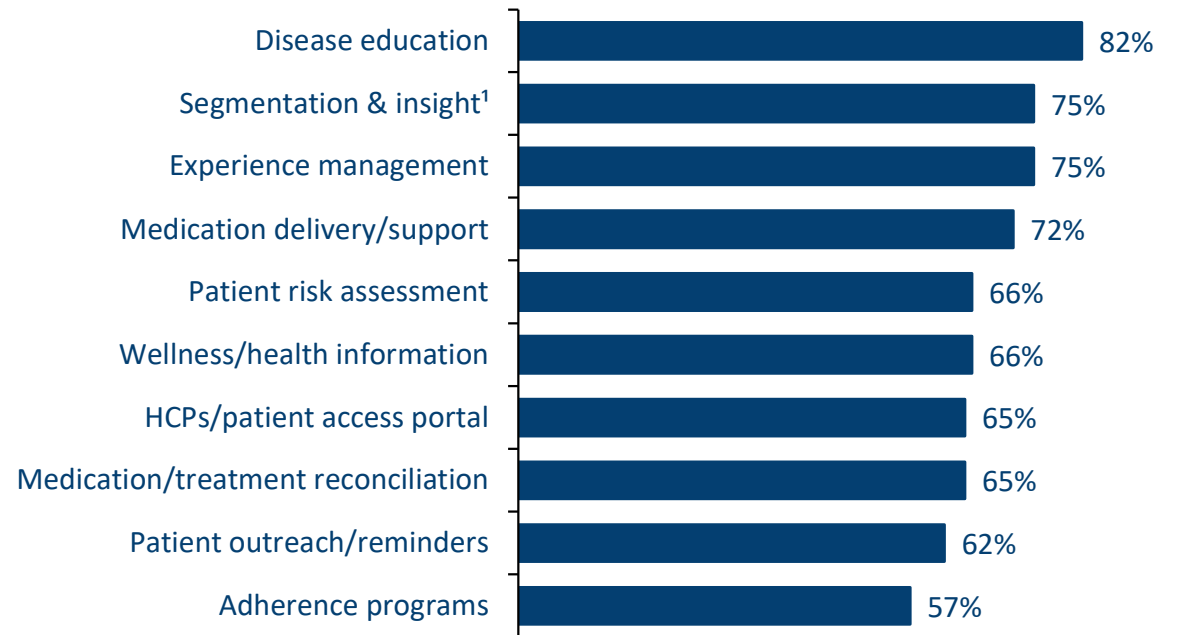 Disease education 82%
Segmentation & insight¹ 75%
Experience management 75%
Medication delivery/support 72%
Patient risk assessment 66%
Wellness/health information 66%
HCPs/patient access portal 65%
Medication/treatment reconciliation 65%
Patient outreach/reminders 62%
Adherence programs 57%